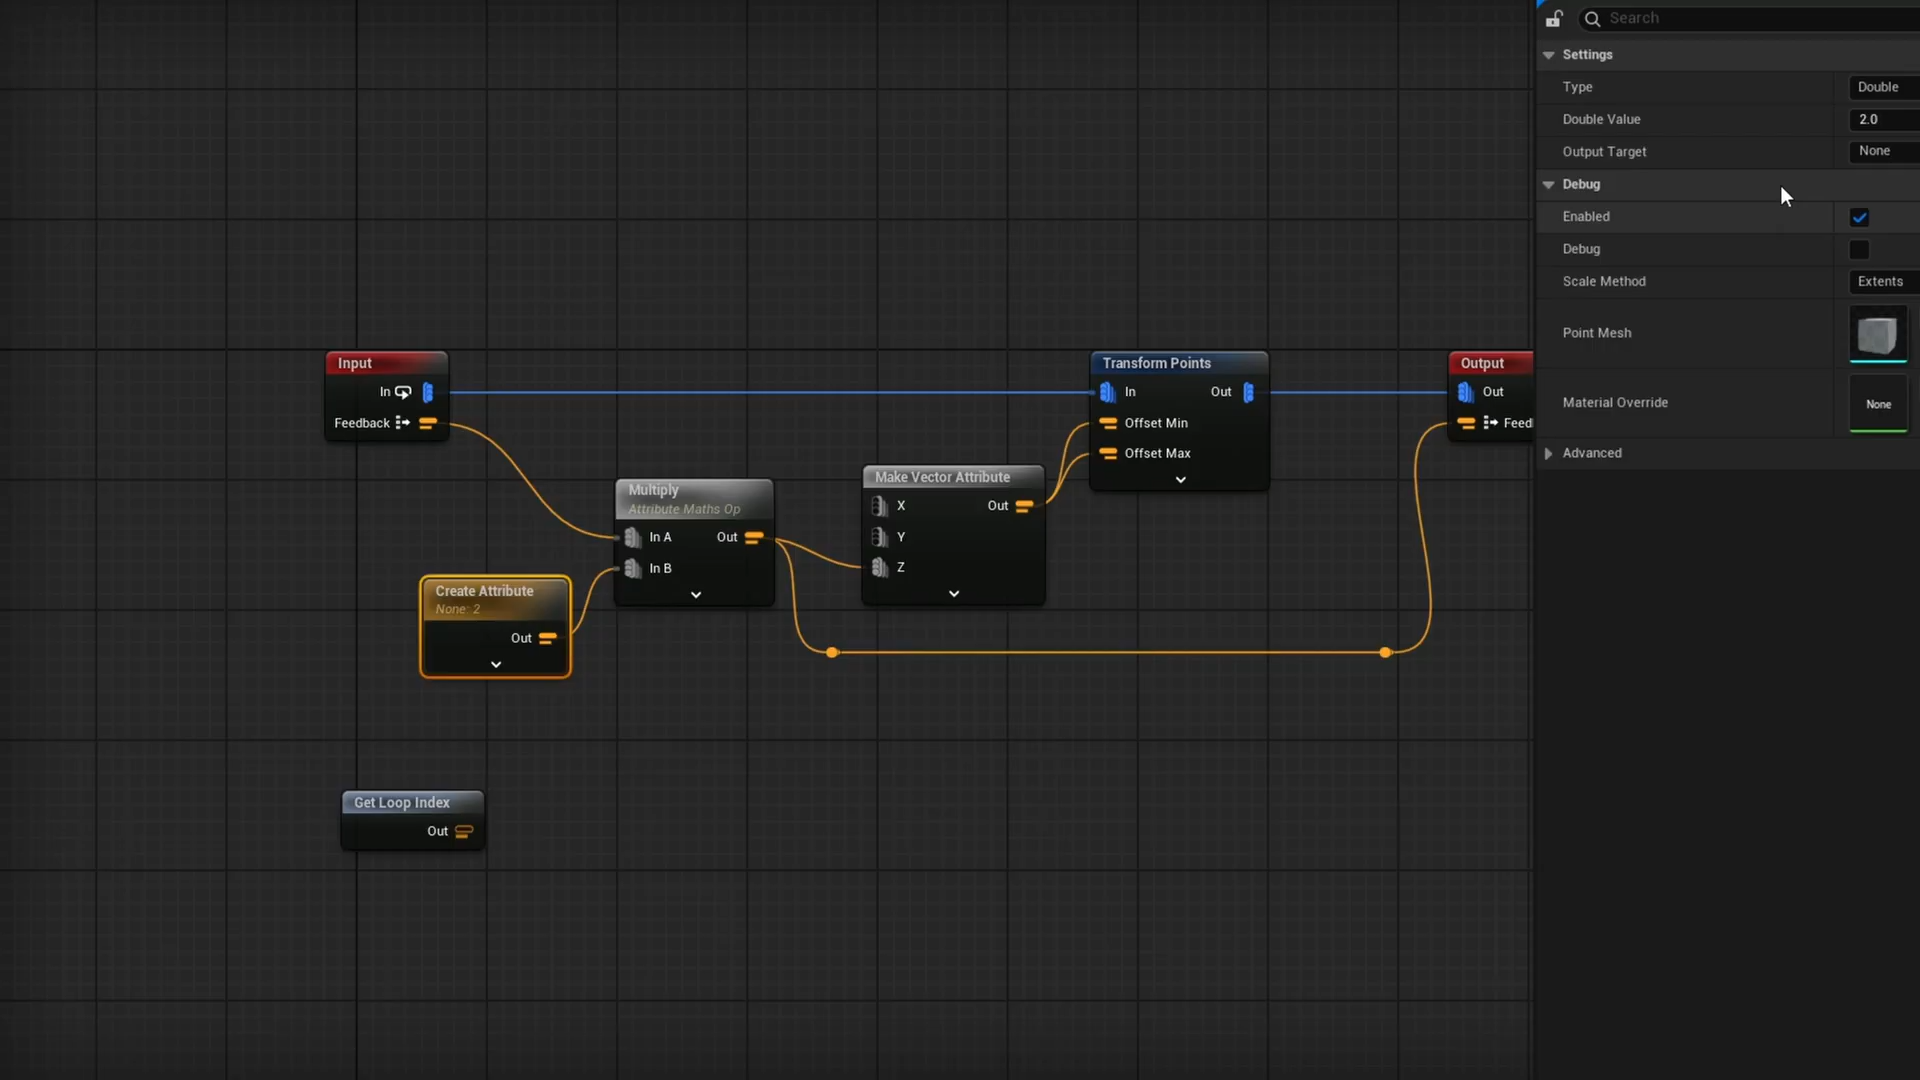 Search
Settings
Type
Double
Double Value
2.0
Output Target
None
Debug
Enabled
Debug
Scale Method
Extents
Point Mesh
Material Override
None
Advanced
Input
In
Feedback
Transform Points
In
Out
Offset Min
Offset Max
Output
Out
Feed
Multiply
Attribute Maths Op
In A
Out
In B
Make Vector Attribute
X
Out
Y
Z
Create Attribute
None: 2
Out
Get Loop Index
Out